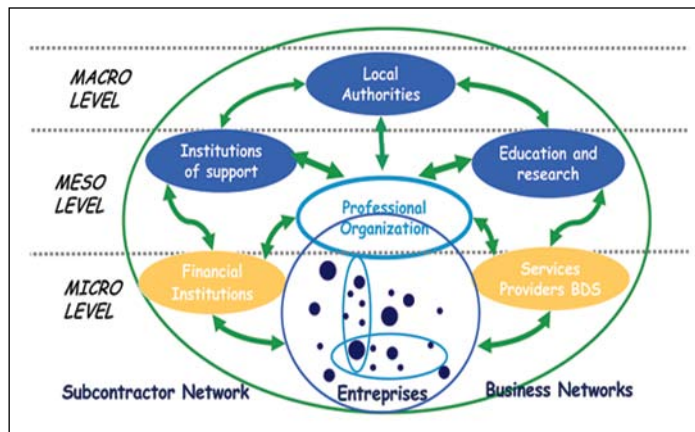 MACRO
LEVEL
Local
Authorities
Institutions
of support
Education and
research
MESO
LEVEL
Professional
Organization
Financial
Institutions
Services
Providers BDS
MICRO
LEVEL
Subcontractor Network
Entreprises
Business Networks